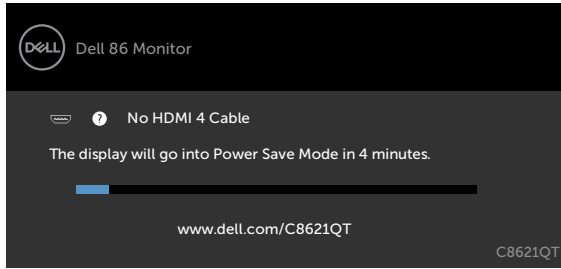 DELL
Dell 86 Monitor
? No HDMI 4 Cable
The display will go into Power Save Mode in 4 minutes.
www.dell.com/C8621QT
C8621QT